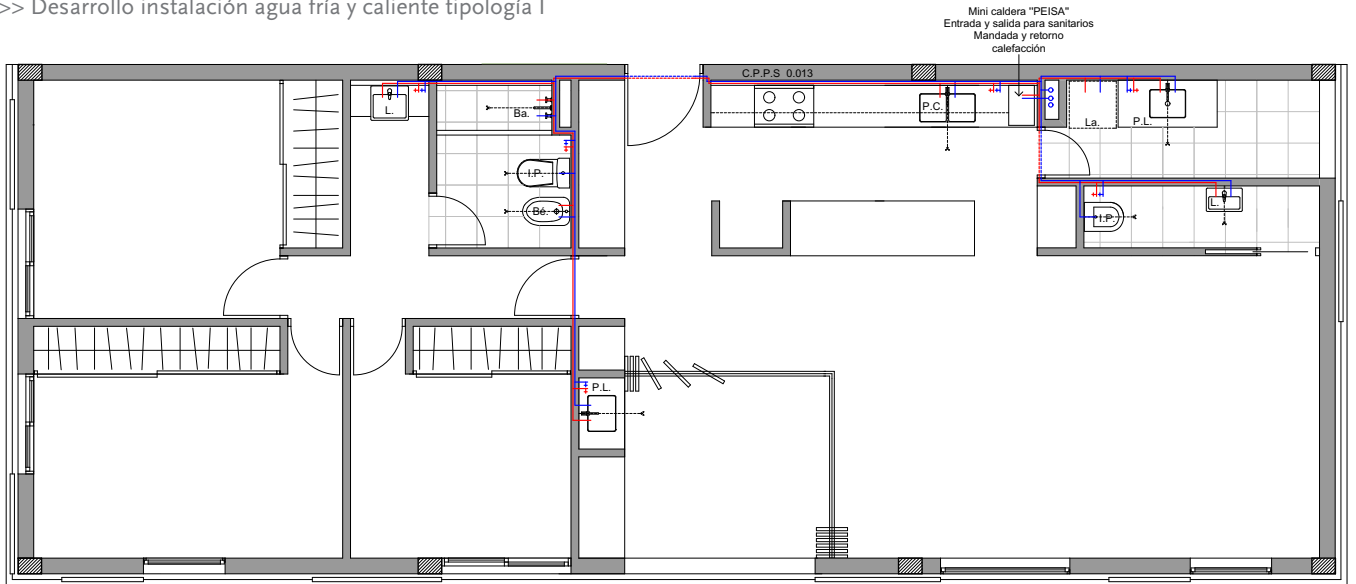 >> Desarrollo instalación agua fría y caliente tipología I
Mini caldera "PEISA"
Entrada y salida para sanitarios
Mandada y retorno
calefacción
C.P.P.S 0.013
L.
Ba.
P.C.
La.
P.L.
I.P.
Bé.
I.P.
L.
P.L.